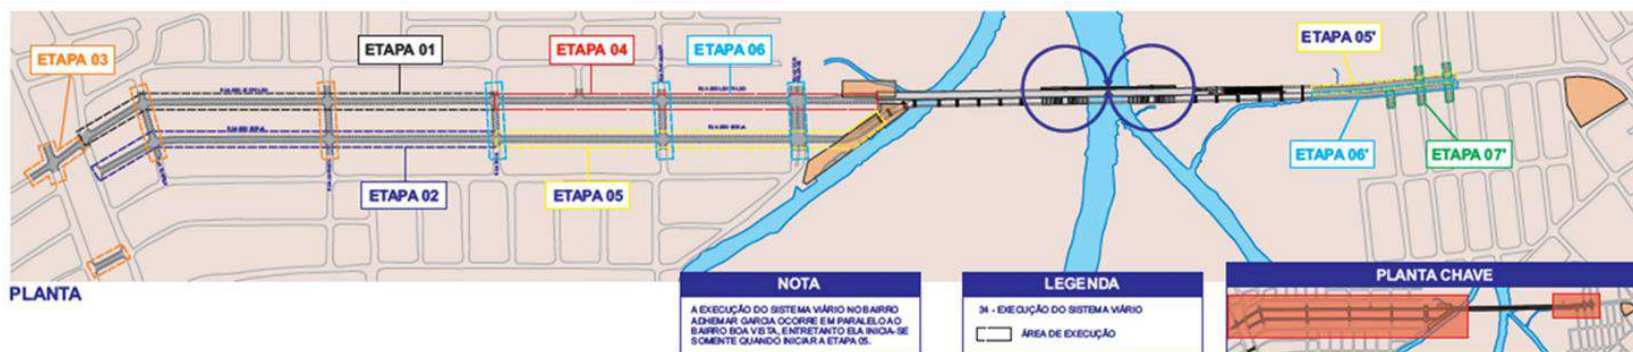 ETAPA 03
ETAPA 01
ETAPA 04
ETAPA 06
ETAPA 05'
ETAPA 02
ETAPA 05
ETAPA 06'
ETAPA 07'
PLANTA
NOTA
A EXECUÇÃO DO SISTEMA VIÁRIO NO BAIRRO
ADHEMAR GARCIA OCORRE EM PARALELO AO
BAIRRO BOA VISTA, ENTRETANTO ELA INICIA-SE
SOMENTE QUANDO INICIAR A ETAPA 05.
LEGENDA
34 - EXECUÇÃO DO SISTEMA VIÁRIO
ÁREA DE EXECUÇÃO
PLANTA CHAVE